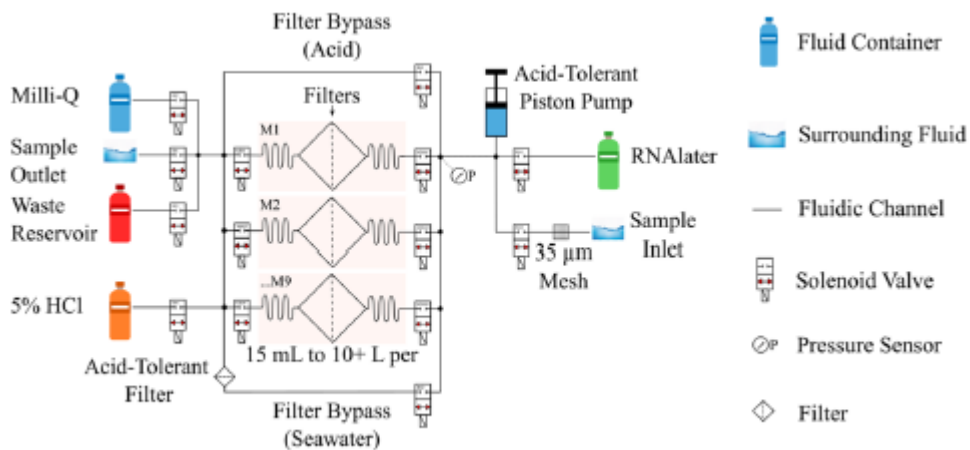 Filter Bypass
(Acid)
Milli-Q
Sample
Outlet
Waste
Reservoir
5% HCl
Acid-Tolerant
Filter
Filters
M1
M2
...M9
15 mL to 10+ L per
Filter Bypass
(Seawater)
Acid-Tolerant
Piston Pump
P
RNAlater
Sample
Inlet
35 µm
Mesh
Fluid Container
Surrounding Fluid
Fluidic Channel
Solenoid Valve
P
Pressure Sensor
Filter